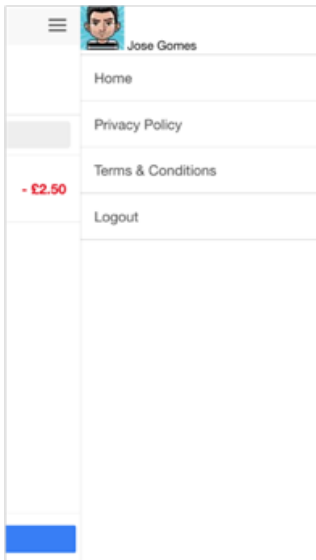 Jose Gomes
Home
Privacy Policy
Terms & Conditions
- £2.50
Logout